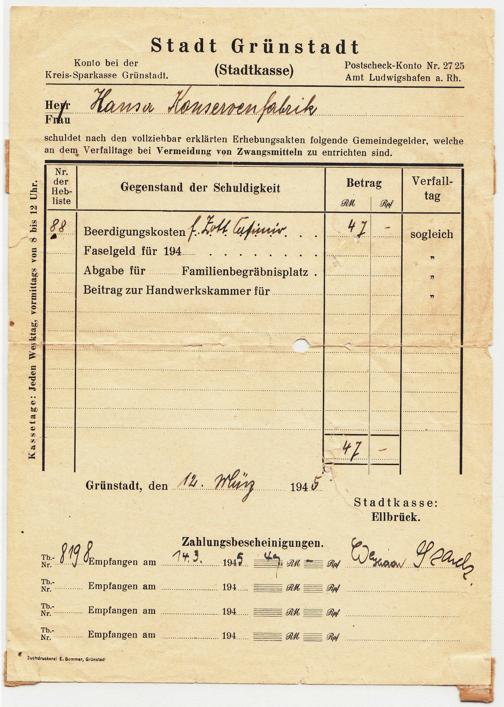 Stadt Grünstadt
(Stadtkasse)
Konto bei der
Kreis-Sparkasse Grünstadt.
Postscheck-Konto Nr. 27 25
Amt Ludwigshafen a. Rh.
Herr
Frau
Hansa Konservenfabrik
schuldet nach den vollziehbar erklärten Erhebungsakten folgende Gemeindegelder, welche
an dem Verfalltage bei Vermeidung von Zwangsmitteln zu entrichten sind.
Kassetage: Jeden Werktag, vormittags von 8 bis 12 Uhr.
Nr. der Heb-liste
Gegenstand der Schuldigkeit
Betrag
RM Rpf
Verfall-tag
88 Beerdigungskosten f. Zott 47 - sogleich
Faselgeld für 194 "
Abgabe für Familienbegräbnisplatz . "
Beitrag zur Handwerkskammer für "
47 -
Grünstadt, den 12. März 1945
Stadtkasse:
Ellbrück.
Zahlungsbescheinigungen.
Tb.-Nr. 8198 Empfangen am 14.3. 1945 47 RM - Rpf
Tb.-Nr. Empfangen am 194 RM Rpf
Tb.-Nr. Empfangen am 194 RM Rpf
Tb.-Nr. Empfangen am 194 RM Rpf
Buchdruckerei E. Sommer, Grünstadt